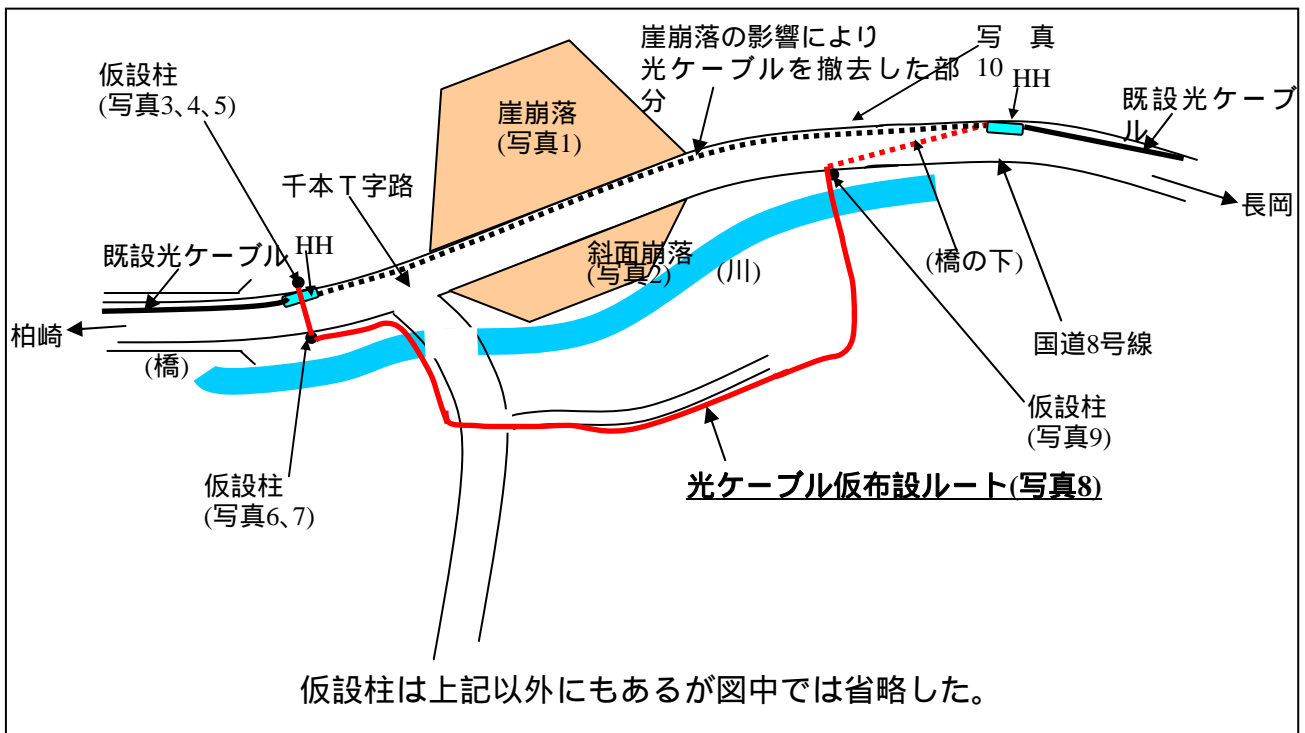 崖崩落の影響により
光ケーブルを撤去した部
分
写　真
10
HH
既設光ケーブ
ル
仮設柱
(写真3、4、5)
崖崩落
(写真1)
千本Ｔ字路
長岡
既設光ケーブル
HH
斜面崩落
(写真2)
(川)
(橋の下)
柏崎
(橋)
国道8号線
仮設柱
(写真9)
仮設柱
(写真6、7)
光ケーブル仮布設ルート(写真8)
仮設柱は上記以外にもあるが図中では省略した。